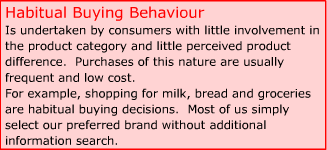 Habitual Buying Behaviour
Is undertaken by consumers with little involvement in
the product category and little perceived product
difference.  Purchases of this nature are usually
frequent and low cost.
For example, shopping for milk, bread and groceries
are habitual buying decisions.  Most of us simply
select our preferred brand without additional
information search.